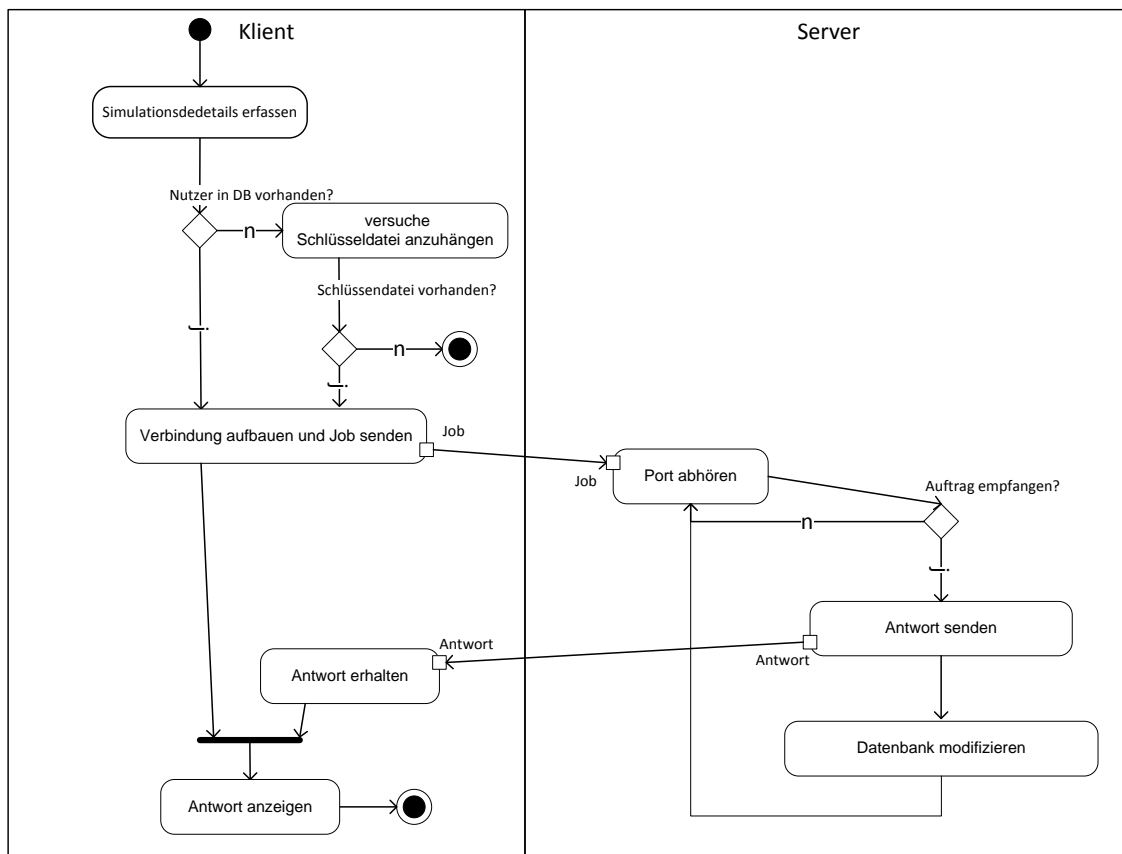 Klient
Server
Simulationsdedetails erfassen
Nutzer in DB vorhanden?
versuche
Schlüsseldatei anzuhängen
n
Schlüssendatei vorhanden?
j
n
j
Verbindung aufbauen und Job senden
Job
Job
Port abhören
Auftrag empfangen?
n
j
Antwort senden
Antwort
Antwort
Antwort erhalten
Datenbank modifizieren
Antwort anzeigen